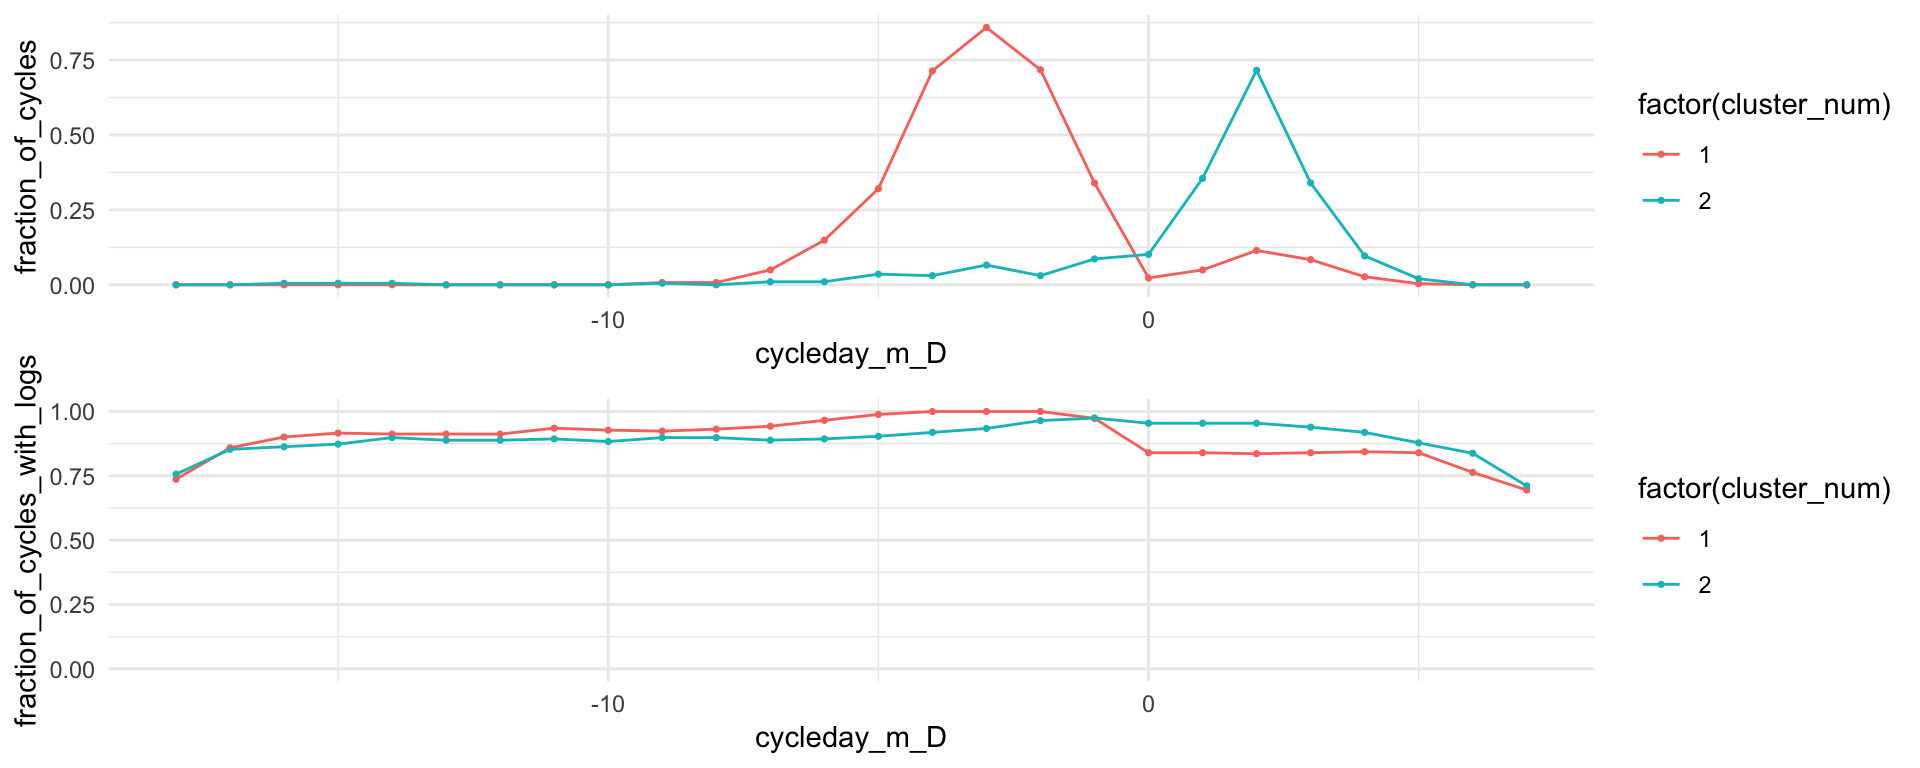 fraction_of_cycles
0.75
0.50
0.25
0.00
-10
0
cycleday_m_D
factor(cluster_num)
1
2
fraction_of_cycles_with_logs
1.00
0.75
0.50
0.25
0.00
-10
0
cycleday_m_D
factor(cluster_num)
1
2